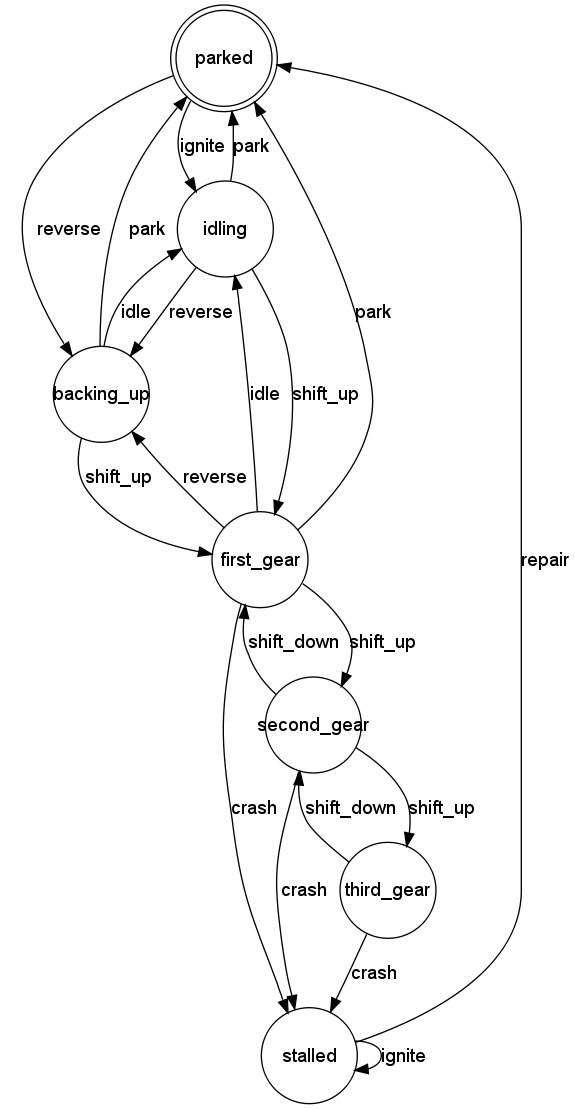 parked
ignite
park
reverse
park
idling
idle
reverse
park
backing_up
idle
shift_up
shift_up
reverse
first_gear
repair
shift_down
shift_up
second_gear
crash
shift_down
shift_up
crash
third_gear
crash
stalled
ignite